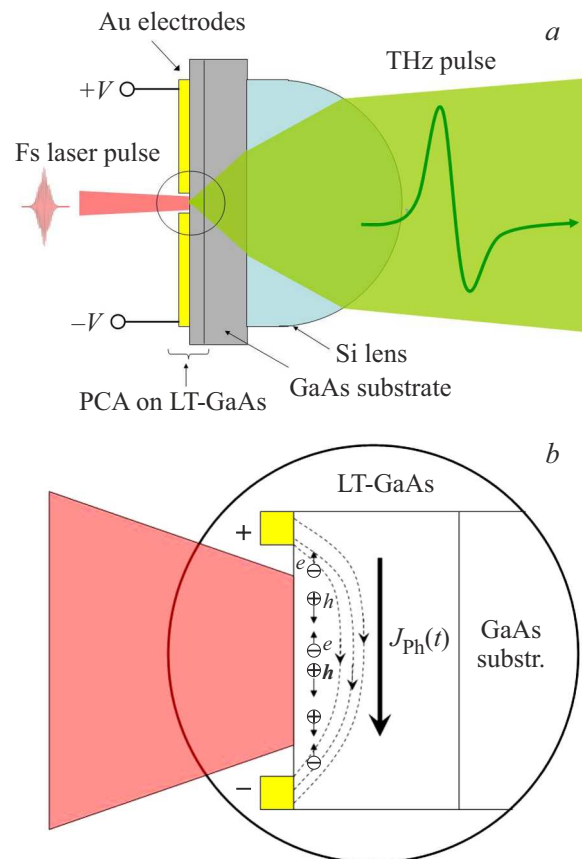 a
Au electrodes
THz pulse
+V
Fs laser pulse
−V
Si lens
GaAs substrate
PCA on LT-GaAs
b
LT-GaAs
+
e
h
e
h
J_Ph(t)
GaAs
substr.
−